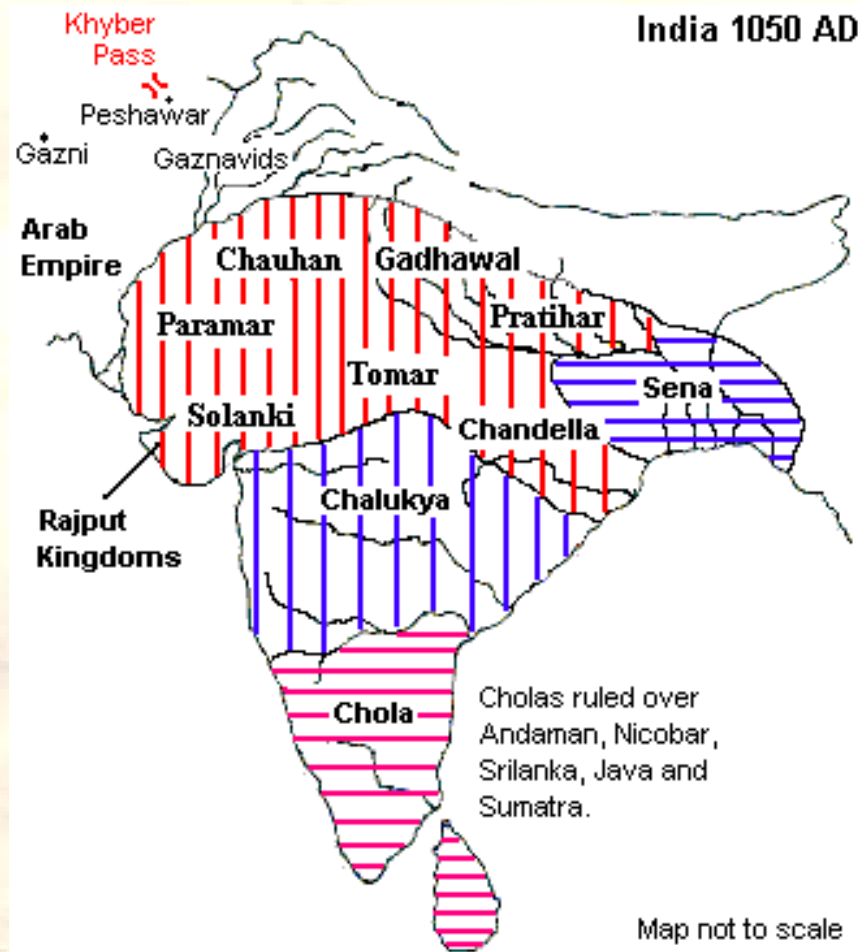 India 1050 AD
Khyber
Pass
Peshawar
Gazni
Gaznavids
Arab
Empire
Chauhan
Gadhawal
Paramar
Pratihar
Tomar
Sena
Solanki
Chandella
Chalukya
Rajput
Kingdoms
Chola
Cholas ruled over
Andaman, Nicobar,
Srilanka, Java and
Sumatra.
Map not to scale